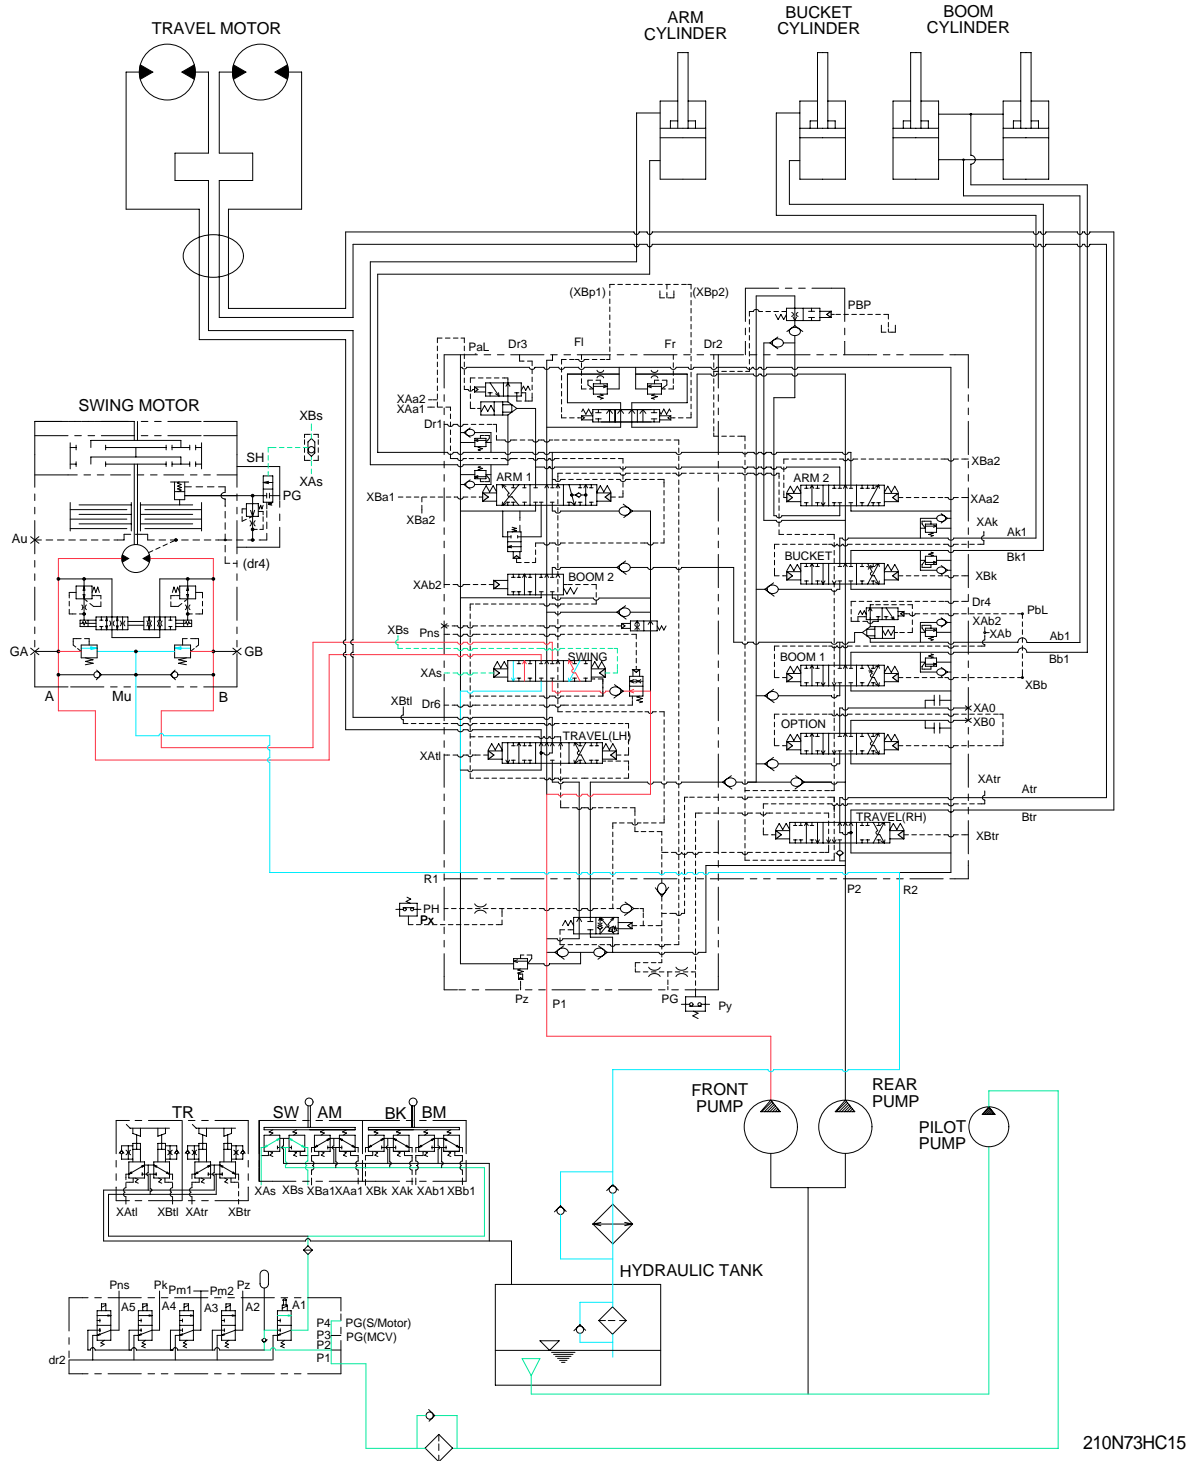 TRAVEL MOTOR
ARM
CYLINDER
BUCKET
CYLINDER
BOOM
CYLINDER
(XBp1)
(XBp2)
PBP
PaL
Dr3
Fl
Fr
Dr2
XAa2
XAa1
Dr1
SWING MOTOR
XBs
SH
XAs
PG
Au
(dr4)
GA
GB
A
Mu
B
XBa1
XBa2
ARM 1
ARM 2
XBa2
XAa2
XAk
Ak1
Bk1
BUCKET
XBk
XAb2
BOOM 2
Dr4
PbL
XAb2
XAb
Ab1
Bb1
XBs
Pns
SWING
XAs
BOOM 1
XBb
XBtl
Dr6
XA0
XB0
OPTION
TRAVEL(LH)
XAtl
XAtr
Atr
Btr
TRAVEL(RH)
XBtr
R1
P2
R2
PH
Px
Pz
P1
PG
Py
FRONT
PUMP
REAR
PUMP
PILOT
PUMP
TR
SW
AM
BK
BM
XAtl
XBtl
XAtr
XBtr
XAs
XBs
XBa1
XAa1
XBk
XAk
XAb1
XBb1
HYDRAULIC TANK
Pns
Pk
Pm1
Pm2
Pz
A5
A4
A3
A2
A1
P4
PG(S/Motor)
P3
PG(MCV)
P2
P1
dr2
210N73HC15